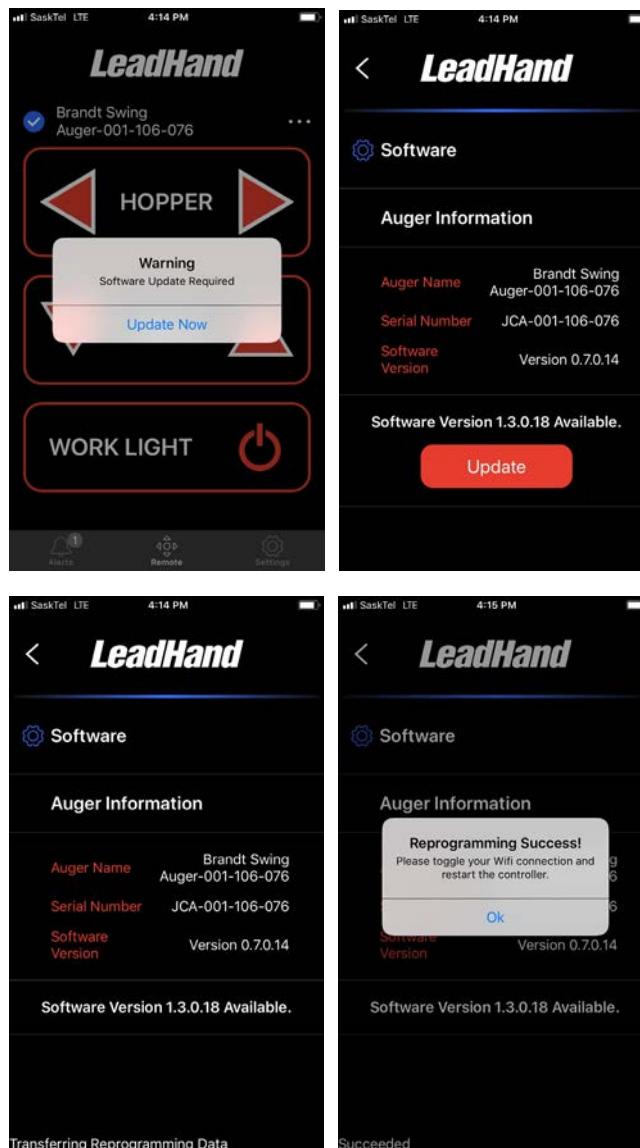 SaskTel LTE 4:14 PM
LeadHand
Brandt Swing
Auger-001-106-076
HOPPER
Warning
Software Update Required
Update Now
WORK LIGHT
1
Alerts Remote Settings
SaskTel LTE 4:14 PM
LeadHand
Software
Auger Information
Auger Name Brandt Swing
Auger-001-106-076
Serial Number JCA-001-106-076
Software
Version Version 0.7.0.14
Software Version 1.3.0.18 Available.
Update
SaskTel LTE 4:14 PM
LeadHand
Software
Auger Information
Auger Name Brandt Swing
Auger-001-106-076
Serial Number JCA-001-106-076
Software
Version Version 0.7.0.14
Software Version 1.3.0.18 Available.
Transferring Reprogramming Data
SaskTel LTE 4:15 PM
LeadHand
Software
Auger Information
Reprogramming Success!
Please toggle your Wifi connection and
restart the controller.
Ok
Software
Version Version 0.7.0.14
Software Version 1.3.0.18 Available.
Succeeded